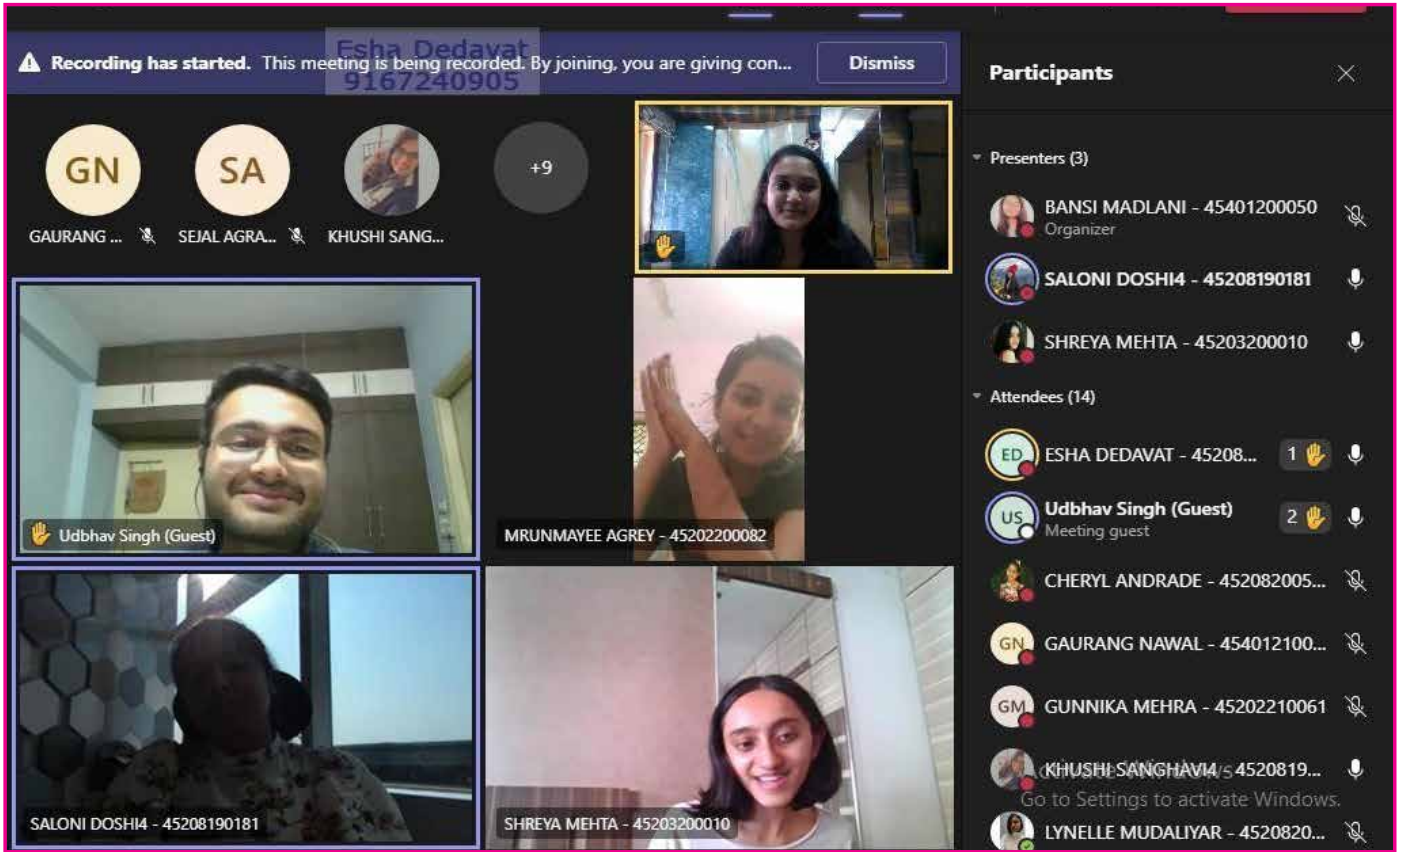 Esha Dedavat
9167240905
Recording has started. This meeting is being recorded. By joining, you are giving con...
Dismiss
GN
SA
+9
GAURANG ...
SEJAL AGRA...
KHUSHI SANG...
Udbhav Singh (Guest)
MRUNMAYEE AGREY - 45202200082
SALONI DOSHI4 - 45208190181
SHREYA MEHTA - 45203200010
Participants
Presenters (3)
BANSI MADLANI - 45401200050
Organizer
SALONI DOSHI4 - 45208190181
SHREYA MEHTA - 45203200010
Attendees (14)
ED
ESHA DEDAVAT - 45208...
1
US
Udbhav Singh (Guest)
2
Meeting guest
CHERYL ANDRADE - 452082005...
GN
GAURANG NAWAL - 454012100...
GM
GUNNIKA MEHRA - 45202210061
KHUSHI SANGHAVI4 - 4520819...
Activate Windows
Go to Settings to activate Windows.
LYNELLE MUDALIYAR - 4520820...